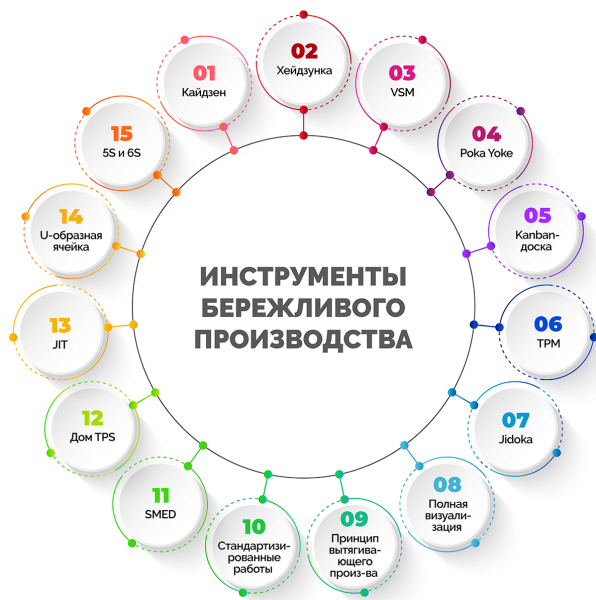 ИНСТРУМЕНТЫ
БЕРЕЖЛИВОГО
ПРОИЗВОДСТВА
01
Кайдзен
02
Хейдзунка
03
VSM
04
Poka Yoke
05
Kanban-
доска
06
TPM
07
Jidoka
08
Полная
визуали-
зация
09
Принцип
вытягива-
ющего
произ-ва
10
Стандартизи-
рованные
работы
11
SMED
12
Дом TPS
13
JIT
14
U-образная
ячейка
15
5S и 6S